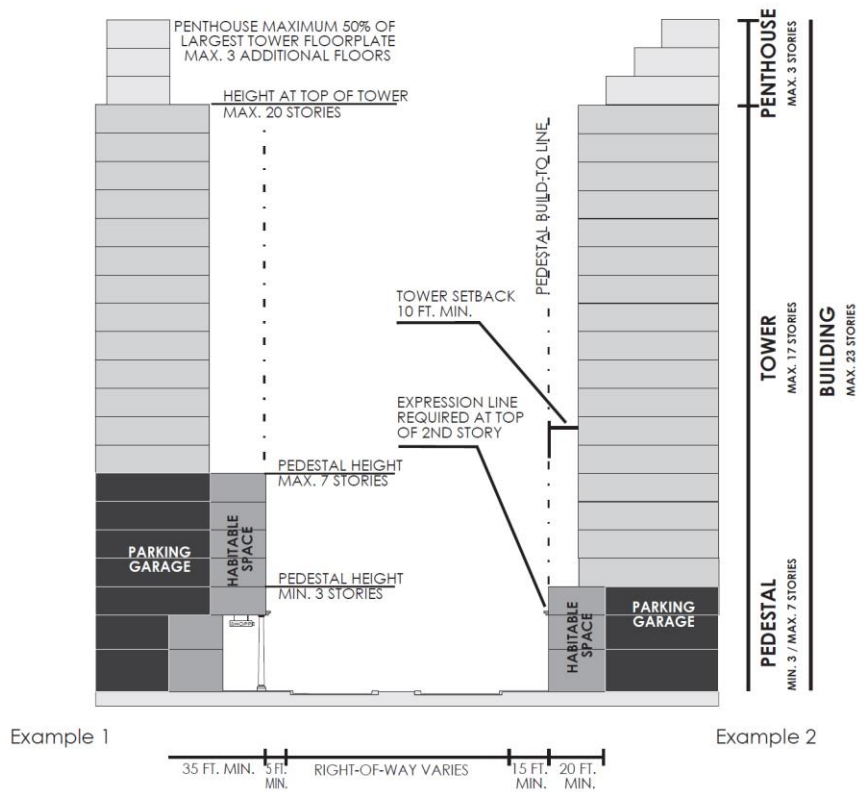 PENTHOUSE MAXIMUM 50% OF
LARGEST TOWER FLOORPLATE
MAX. 3 ADDITIONAL FLOORS
HEIGHT AT TOP OF TOWER
MAX. 20 STORIES
PEDESTAL BUILD-TO LINE
TOWER SETBACK
10 FT. MIN.
EXPRESSION LINE
REQUIRED AT TOP
OF 2ND STORY
PEDESTAL HEIGHT
MAX. 7 STORIES
PEDESTAL HEIGHT
MIN. 3 STORIES
PARKING
GARAGE
HABITABLE
SPACE
SHOPPE
HABITABLE
SPACE
PARKING
GARAGE
PENTHOUSE
MAX. 3 STORIES
TOWER
MAX. 17 STORIES
PEDESTAL
MIN. 3 / MAX. 7 STORIES
BUILDING
MAX. 23 STORIES
Example 1
Example 2
35 FT. MIN.
5 FT.
MIN.
RIGHT-OF-WAY VARIES
15 FT.
MIN.
20 FT.
MIN.